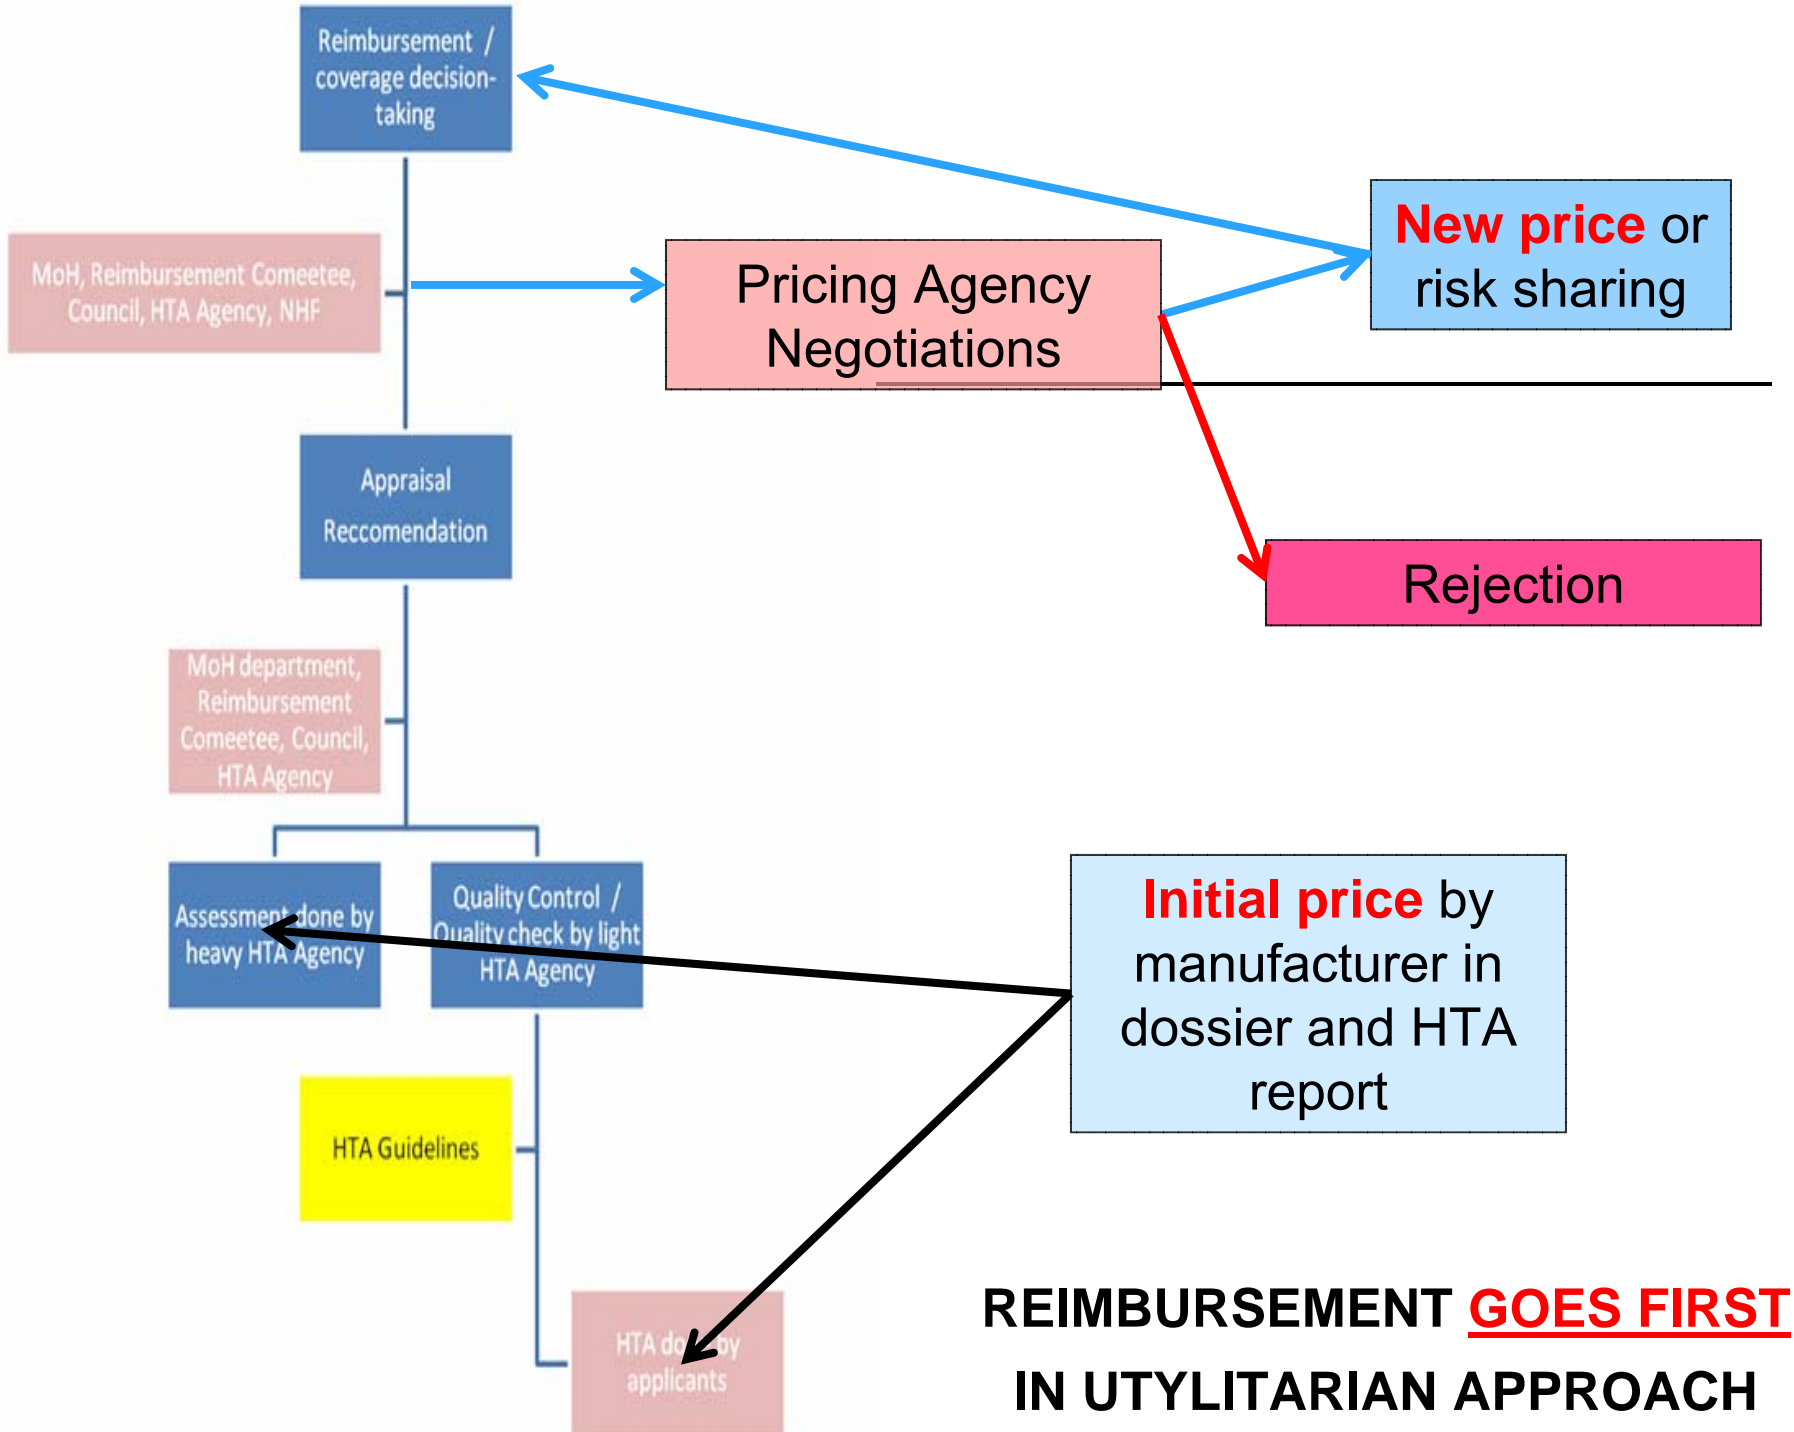 Reimbursement /
coverage decision-
taking
MoH, Reimbursement Comeetee,
Council, HTA Agency, NHF
Pricing Agency
Negotiations
New price or
risk sharing
Appraisal
Reccomendation
Rejection
MoH department,
Reimbursement
Comeetee, Council,
HTA Agency
Assessment done by
heavy HTA Agency
Quality Control /
Quality check by light
HTA Agency
Initial price by
manufacturer in
dossier and HTA
report
HTA Guidelines
HTA done by
applicants
REIMBURSEMENT GOES FIRST
IN UTYLITARIAN APPROACH